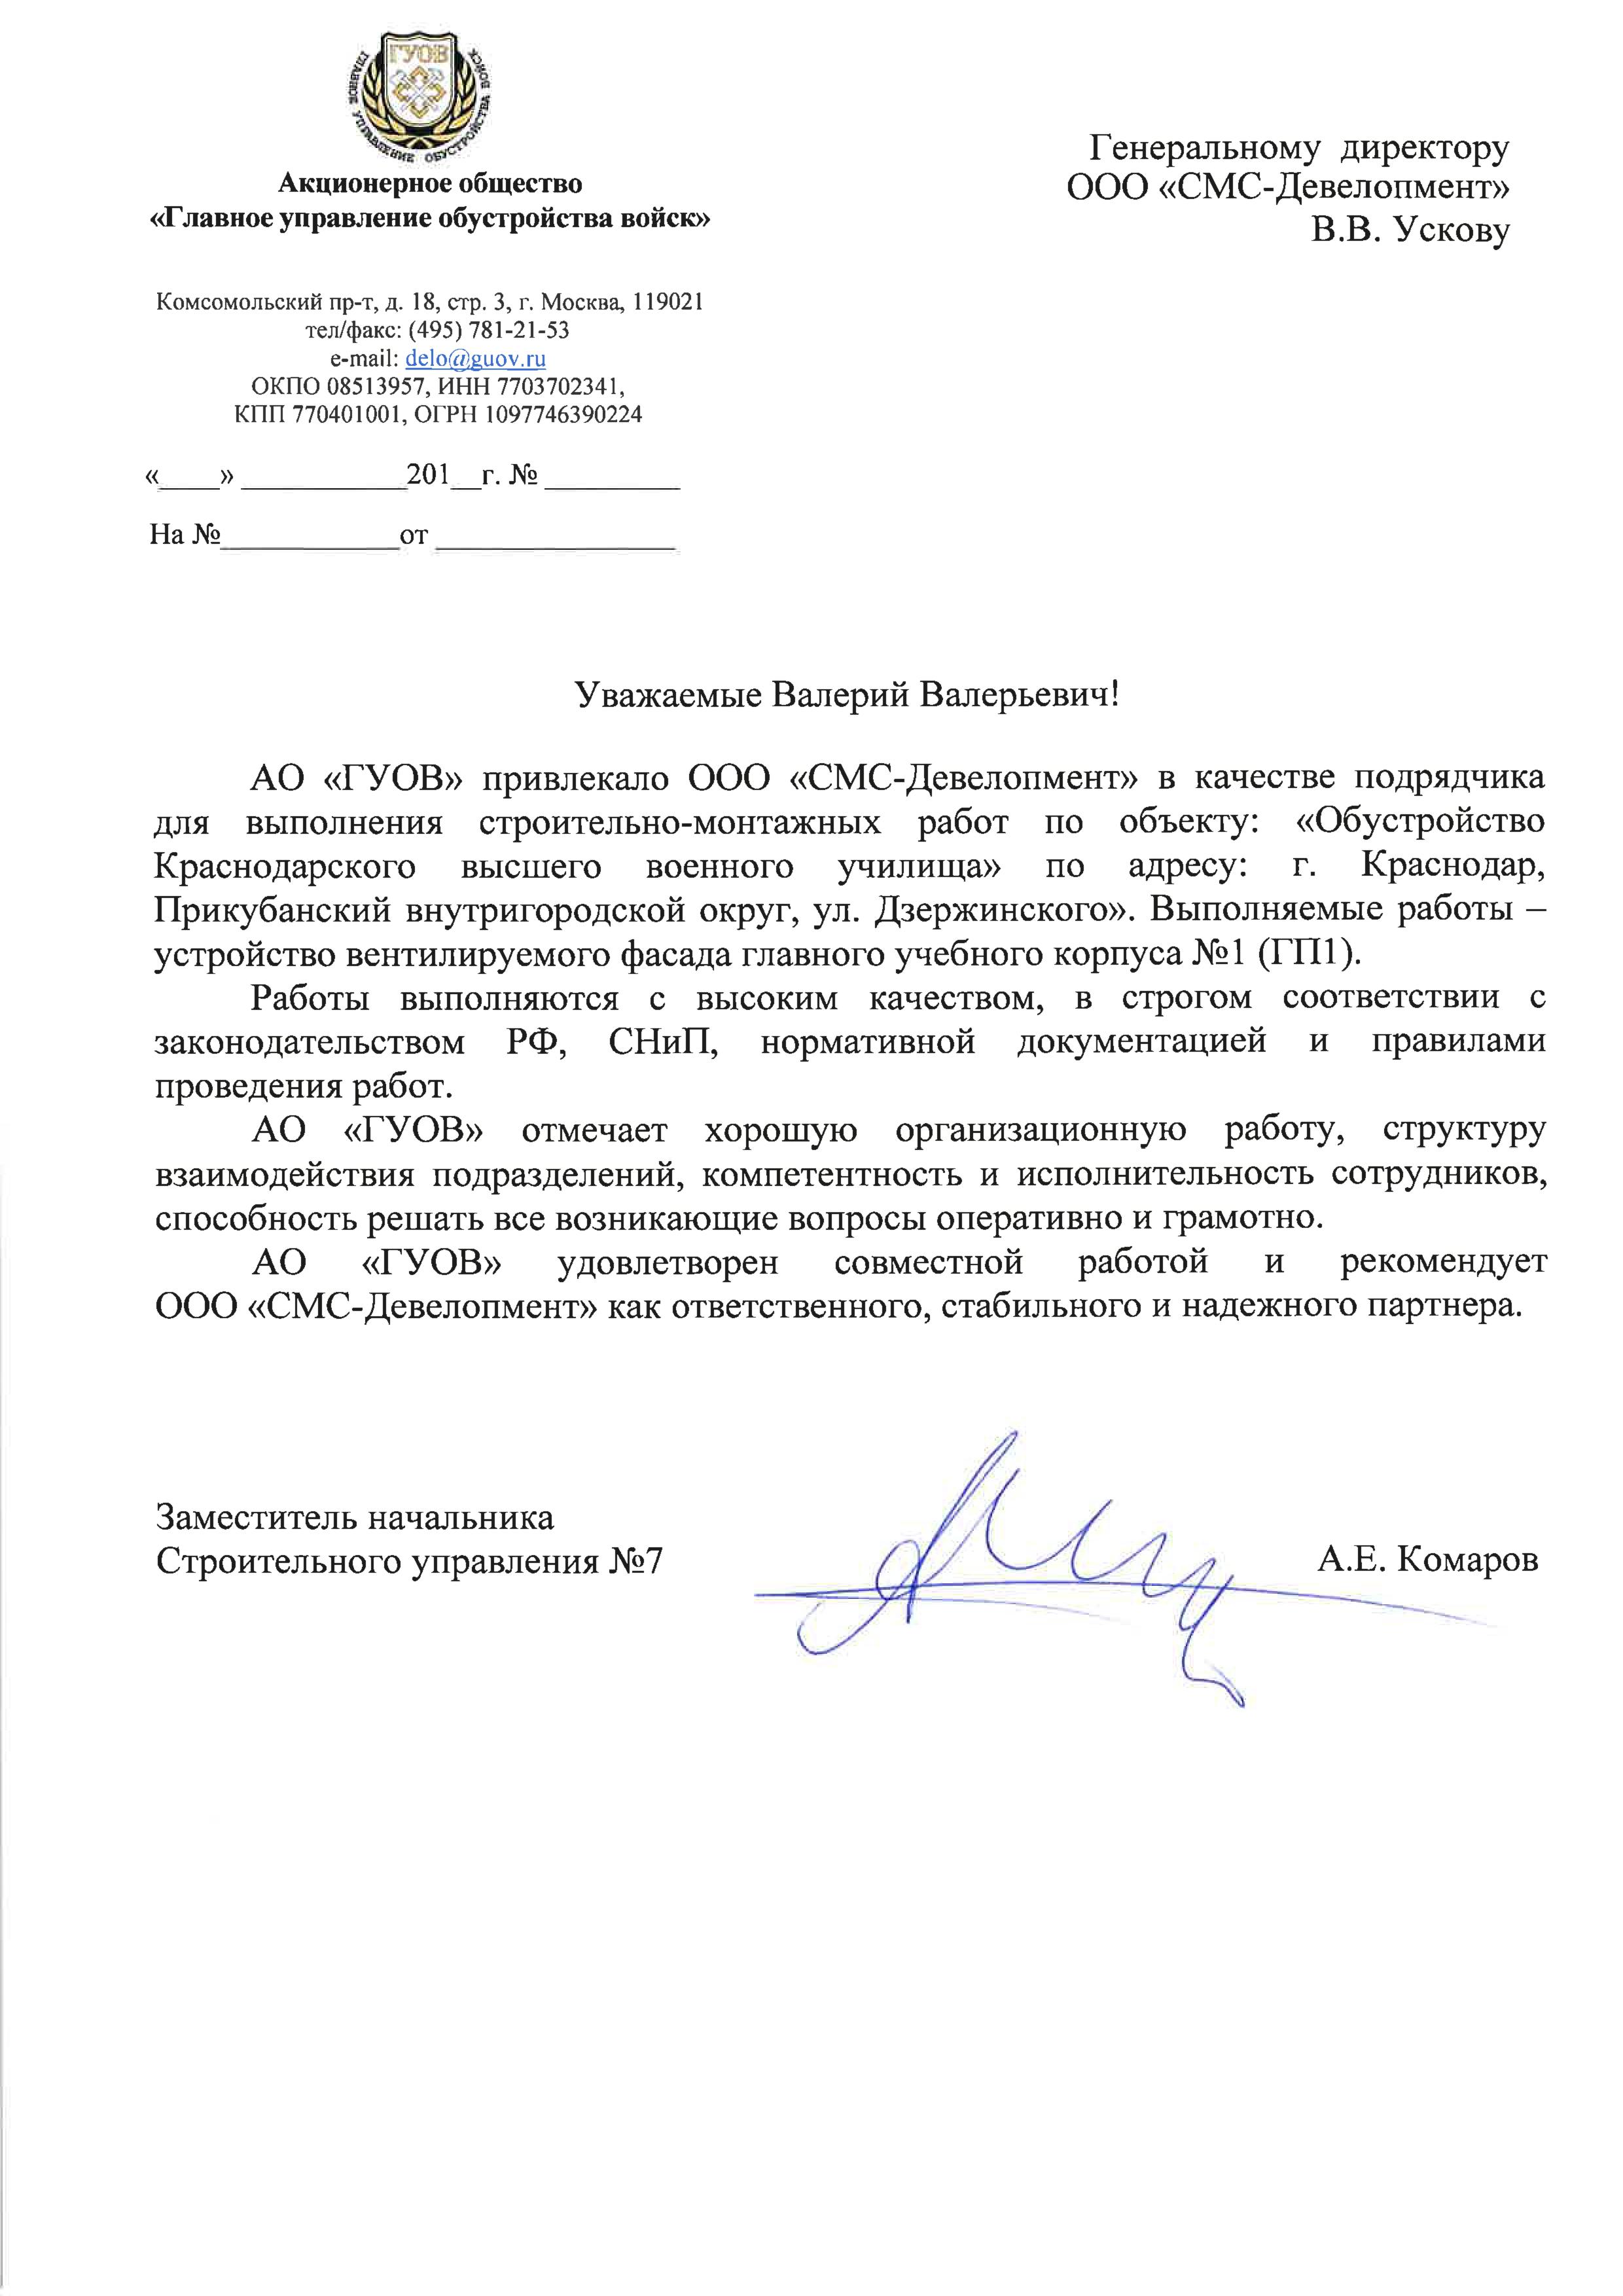 ГУОВ
ГЛАВНОЕ УПРАВЛЕНИЕ ОБУСТРОЙСТВА ВОЙСК
Акционерное общество
«Главное управление обустройства войск»
Комсомольский пр-т, д. 18, стр. 3, г. Москва, 119021
тел/факс: (495) 781-21-53
e-mail: delo@guov.ru
ОКПО 08513957, ИНН 7703702341,
КПП 770401001, ОГРН 1097746390224
«____» ___________201__г. № _________
На №____________от ________________
Генеральному директору
ООО «СМС-Девелопмент»
В.В. Ускову
Уважаемые Валерий Валерьевич!
АО «ГУОВ» привлекало ООО «СМС-Девелопмент» в качестве подрядчика
для выполнения строительно-монтажных работ по объекту: «Обустройство
Краснодарского высшего военного училища» по адресу: г. Краснодар,
Прикубанский внутригородской округ, ул. Дзержинского». Выполняемые работы –
устройство вентилируемого фасада главного учебного корпуса №1 (ГП1).
Работы выполняются с высоким качеством, в строгом соответствии с
законодательством РФ, СНиП, нормативной документацией и правилами
проведения работ.
АО «ГУОВ» отмечает хорошую организационную работу, структуру
взаимодействия подразделений, компетентность и исполнительность сотрудников,
способность решать все возникающие вопросы оперативно и грамотно.
АО «ГУОВ» удовлетворен совместной работой и рекомендует
ООО «СМС-Девелопмент» как ответственного, стабильного и надежного партнера.
Заместитель начальника
Строительного управления №7
А.Е. Комаров